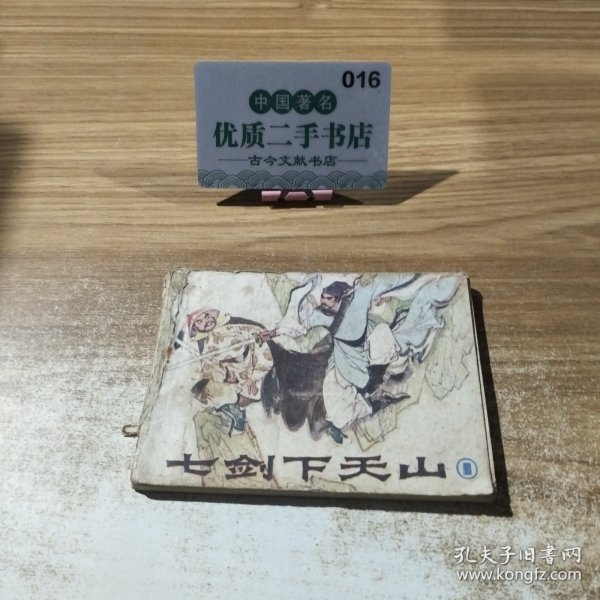 016
中国著名
优质二手书店
古今文献书店
七剑下天山
孔夫子旧书网
www.kongfz.com